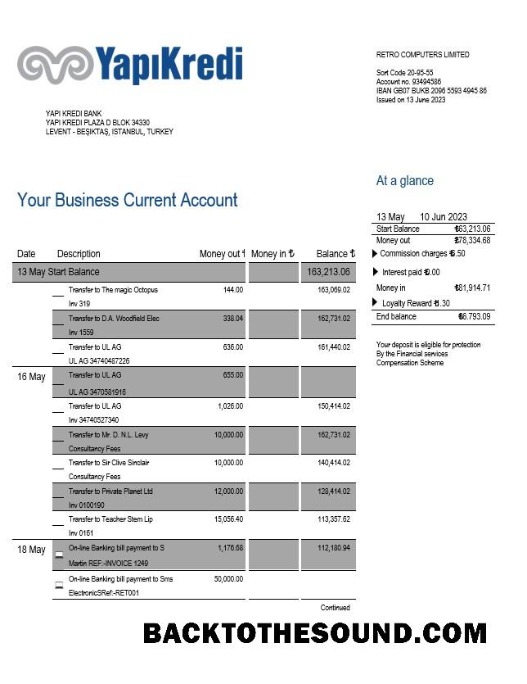 YapıKredi
RETRO COMPUTERS LIMITED
Sort Code 20-95-55
Account no. 93494586
IBAN GB07 BUKB 2096 5593 4945 86
Issued on 13 June 2023
YAPI KREDI BANK
YAPI KREDI PLAZA D BLOK 34330
LEVENT - BEŞIKTAŞ, ISTANBUL, TURKEY
At a glance
Your Business Current Account
13 May 10 Jun 2023
Start Balance ₺63,213.06
Money out ₺78,334.68
Commission charges ₺.50
Interest paid ₺0.00
Money in ₺81,914.71
Loyalty Reward ₺.30
End balance ₺6.793.09
Your deposit is eligible for protection
By the Financial services
Compensation Scheme
Date Description Money out ₺ Money in ₺ Balance ₺
13 May Start Balance 163,213.06
Transfer to The magic Octopus 144.00 163,069.02
Inv 319
Transfer to D.A. Woodfield Elec 338.04 162,731.02
Inv 1559
Transfer to UL AG 636.00 161,440.02
UL AG 34740487226
16 May Transfer to UL AG 655.00
UL AG 3470581916
Transfer to UL AG 1,026.00 150,414.02
Inv 34740527340
Transfer to Mr. D. N.L. Levy 10,000.00 162,731.02
Consultancy Fees
Transfer to Sir Clive Sinclair 10,000.00 140,414.02
Consultancy Fees
Transfer to Private Planet Ltd 12,000.00 128,414.02
Inv 0100190
Transfer to Teacher Stem Lip 15,056.40 113,357.62
Inv 0161
18 May On-line Banking bill payment to S 1,176.68 112,180.94
Martin REF:-INVOICE 1249
On-line Banking bill payment to Sms 50,000.00
ElectronicSRef:-RET001
Continued
BACKTOTHESOUND.COM